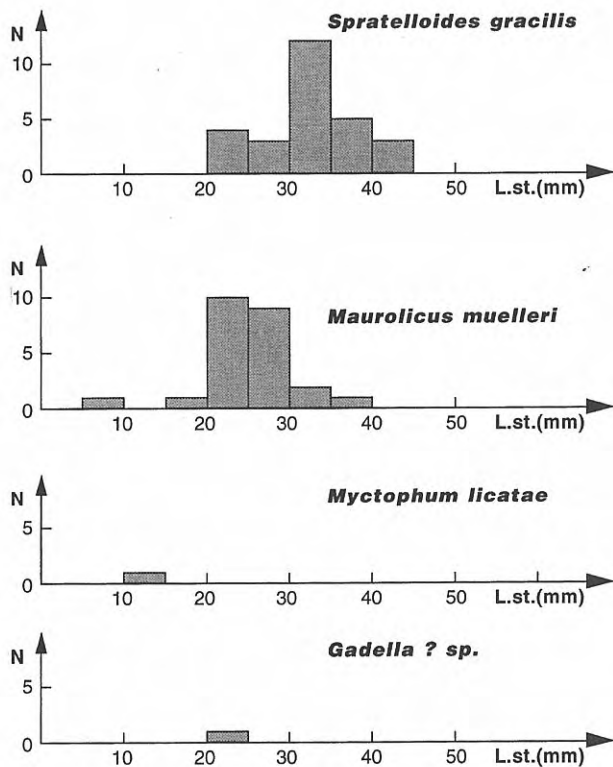 Spratelloides gracilis
N
10
5
0
10 20 30 40 50 L.st.(mm)
N
10
Maurolicus muelleri
5
0
10 20 30 40 50 L.st.(mm)
Myctophum licatae
N
5
0
10 20 30 40 50 L.st.(mm)
Gadella ? sp.
N
5
0
10 20 30 40 50 L.st.(mm)